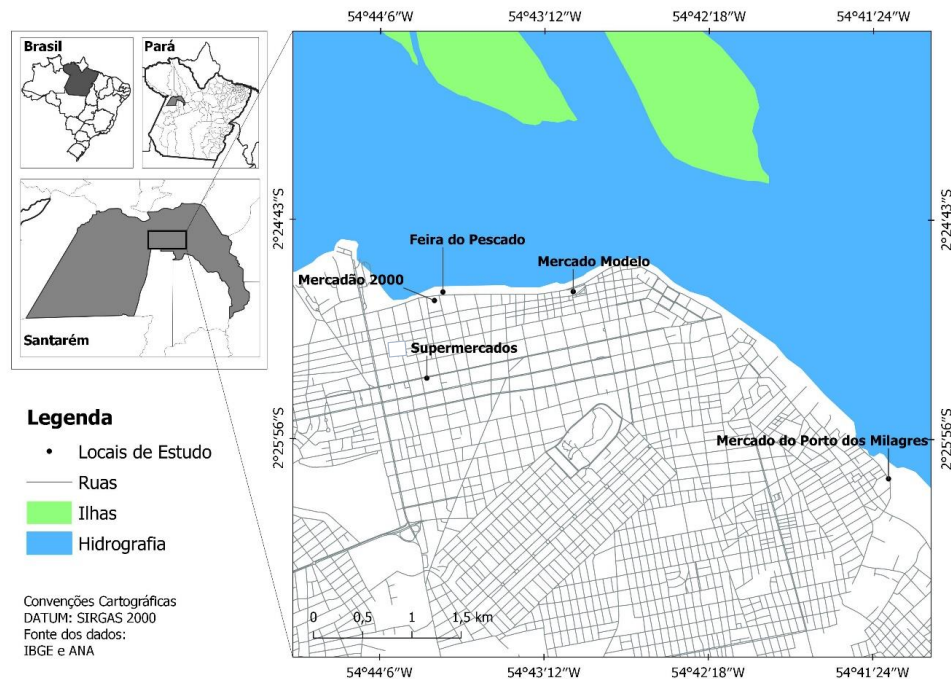 Brasil
Pará
Santarém
Legenda
Locais de Estudo
Ruas
Ilhas
Hidrografia
Convenções Cartográficas
DATUM: SIRGAS 2000
Fonte dos dados:
IBGE e ANA
54°44'6"W 54°43'12"W 54°42'18"W 54°41'24"W
2°24'43"S 2°24'43"S
Feira do Pescado
Mercado Modelo
Mercadão 2000
Supermercados
2°25'56"S 2°25'56"S
Mercado do Porto dos Milagres
0 0,5 1 1,5 km
54°44'6"W 54°43'12"W 54°42'18"W 54°41'24"W